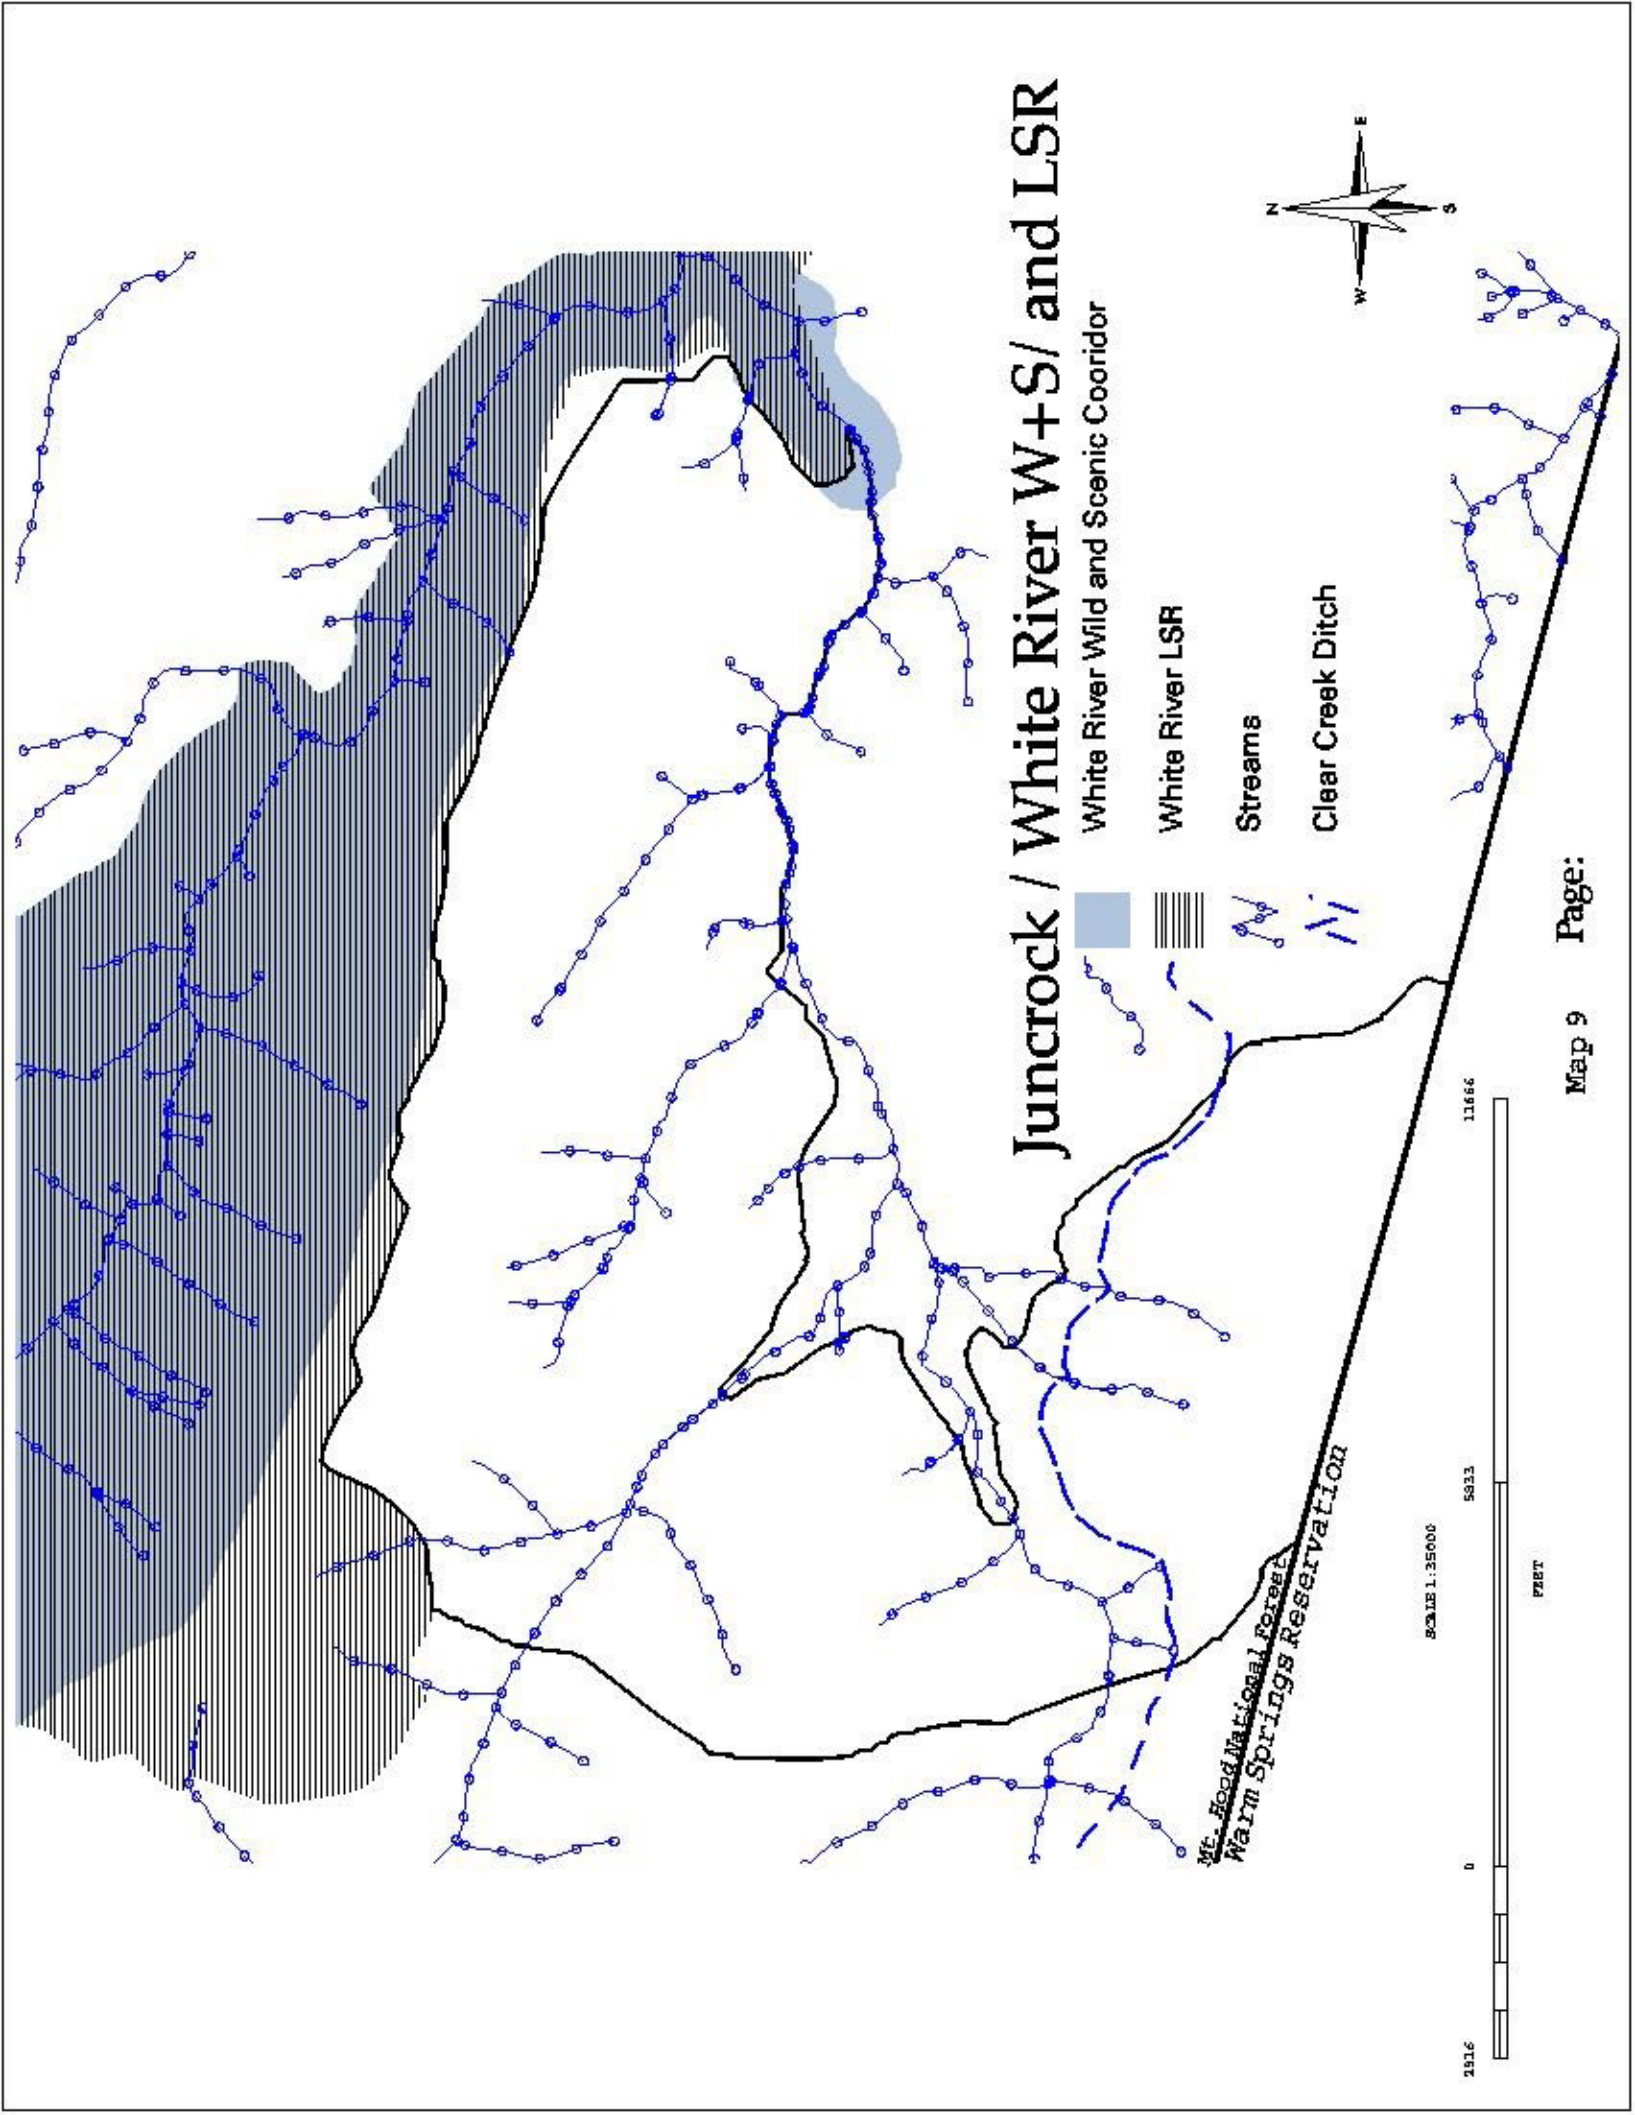 Juncrock / White River W+S/ and LSR
White River Wild and Scenic Cooridor
White River LSR
Streams
Clear Creek Ditch
N
W
E
S
Mt. Hood National Forest
Warm Springs Reservation
SCALE 1:35000
2916 0 5833 11666
FEET
Map 9 Page: